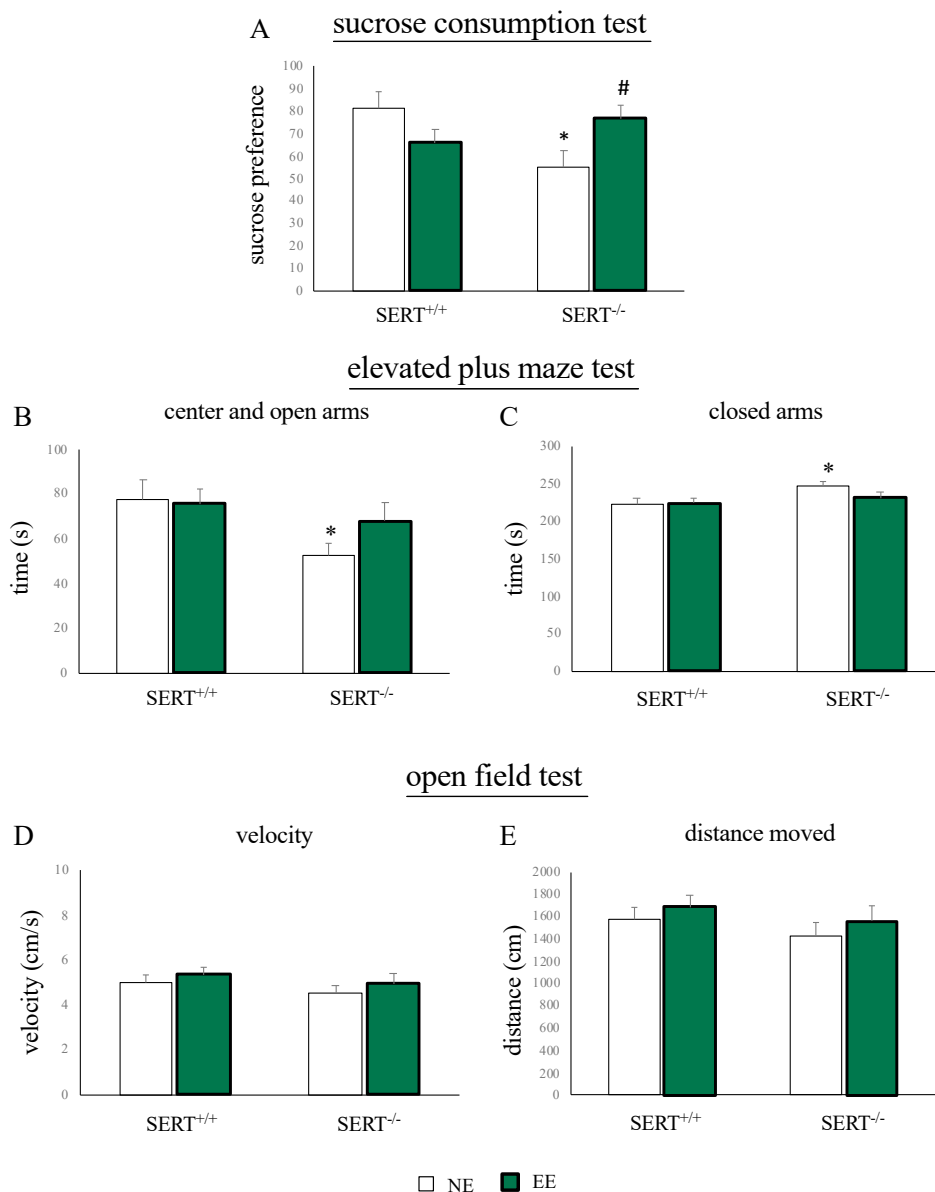 A
sucrose consumption test
100
90
80
70
60
50
40
30
20
10
0
sucrose preference
*
#
SERT+/+
SERT-/-
elevated plus maze test
B
center and open arms
100
80
60
40
20
0
time (s)
*
SERT+/+
SERT-/-
C
closed arms
300
250
200
150
100
50
0
time (s)
*
SERT+/+
SERT-/-
open field test
D
velocity
10
8
6
4
2
0
velocity (cm/s)
SERT+/+
SERT-/-
E
distance moved
2000
1800
1600
1400
1200
1000
800
600
400
200
0
distance (cm)
SERT+/+
SERT-/-
NE
EE